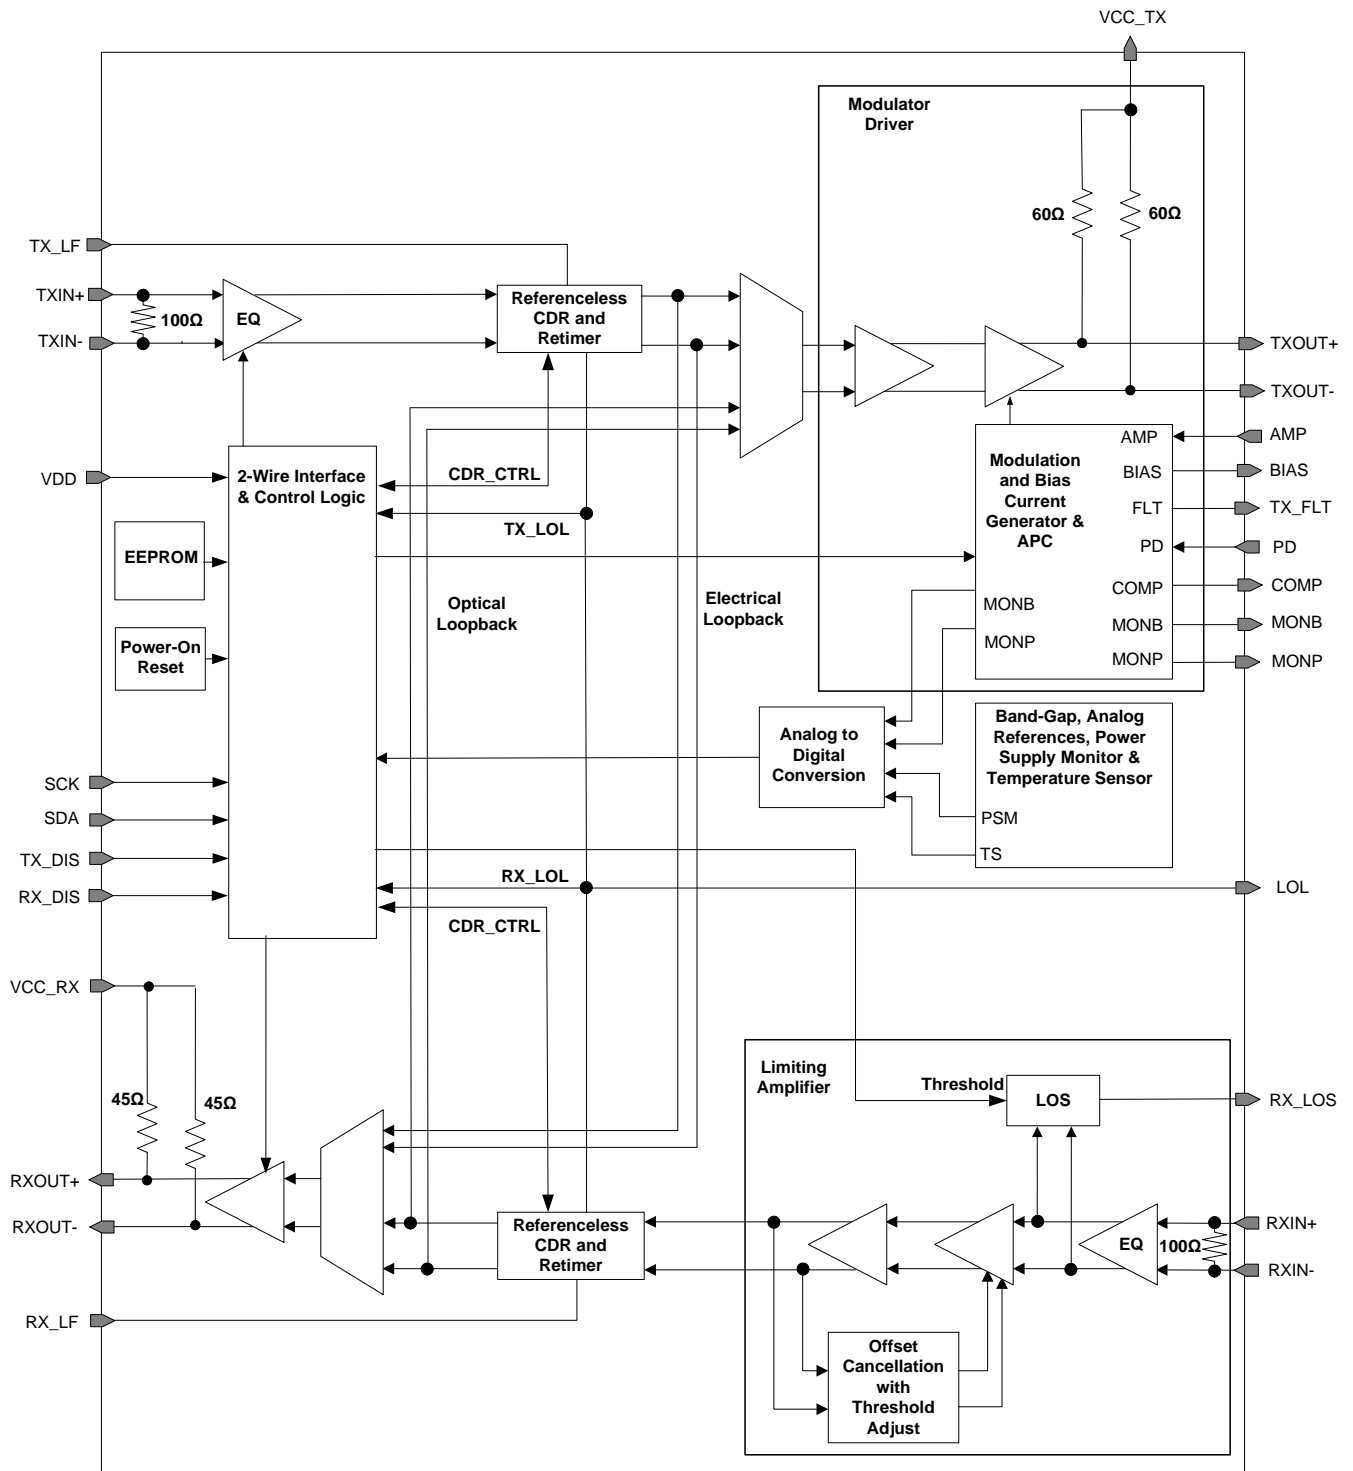 VCC_TX
Modulator
Driver
60Ω
60Ω
TX_LF
TXIN+
100Ω
TXIN-
EQ
Referenceless
CDR and
Retimer
TXOUT+
TXOUT-
VDD
2-Wire Interface
& Control Logic
CDR_CTRL
TX_LOL
EEPROM
Power-On
Reset
Optical
Loopback
Electrical
Loopback
Modulation
and Bias
Current
Generator &
APC
AMP
BIAS
FLT
PD
COMP
MONB
MONP
MONB
MONP
AMP
BIAS
TX_FLT
PD
COMP
MONB
MONP
Analog to
Digital
Conversion
Band-Gap, Analog
References, Power
Supply Monitor &
Temperature Sensor
PSM
TS
SCK
SDA
TX_DIS
RX_DIS
RX_LOL
CDR_CTRL
LOL
VCC_RX
45Ω
45Ω
RXOUT+
RXOUT-
RX_LF
Referenceless
CDR and
Retimer
Limiting
Amplifier
Threshold
LOS
RX_LOS
EQ
100Ω
RXIN+
RXIN-
Offset
Cancellation
with
Threshold
Adjust